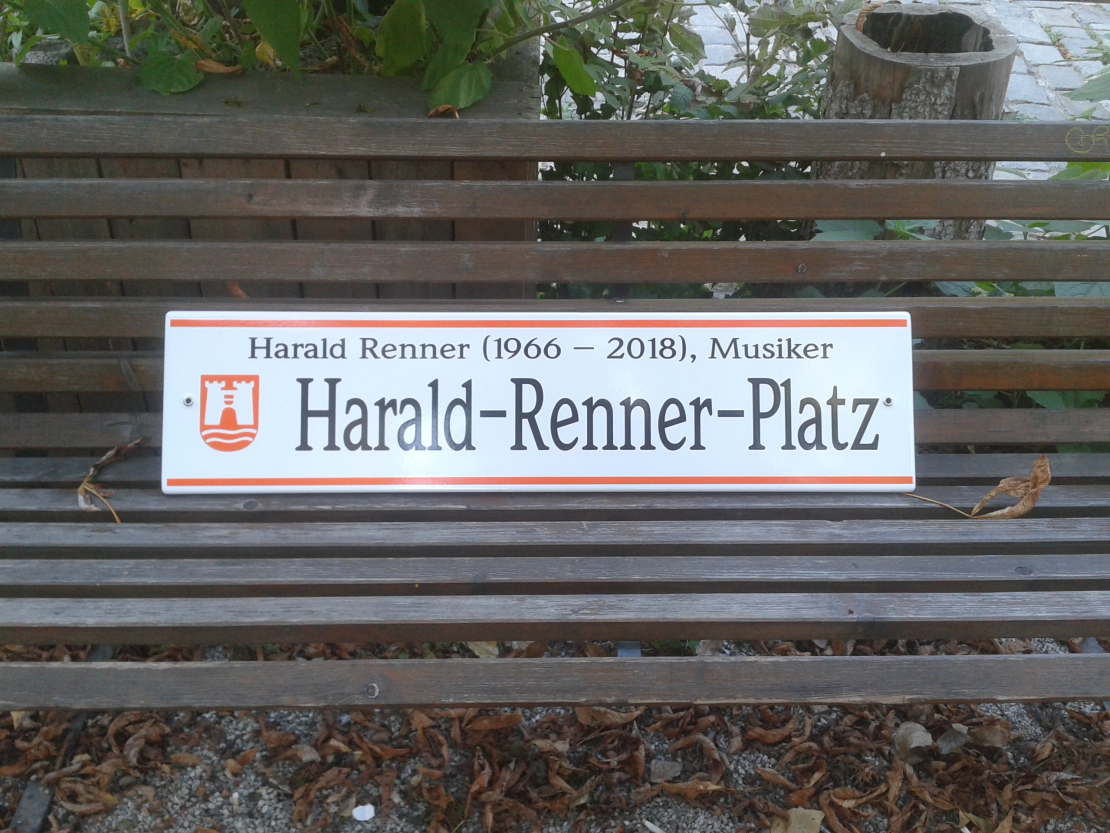 Harald Renner (1966 – 2018), Musiker
Harald-Renner-Platz